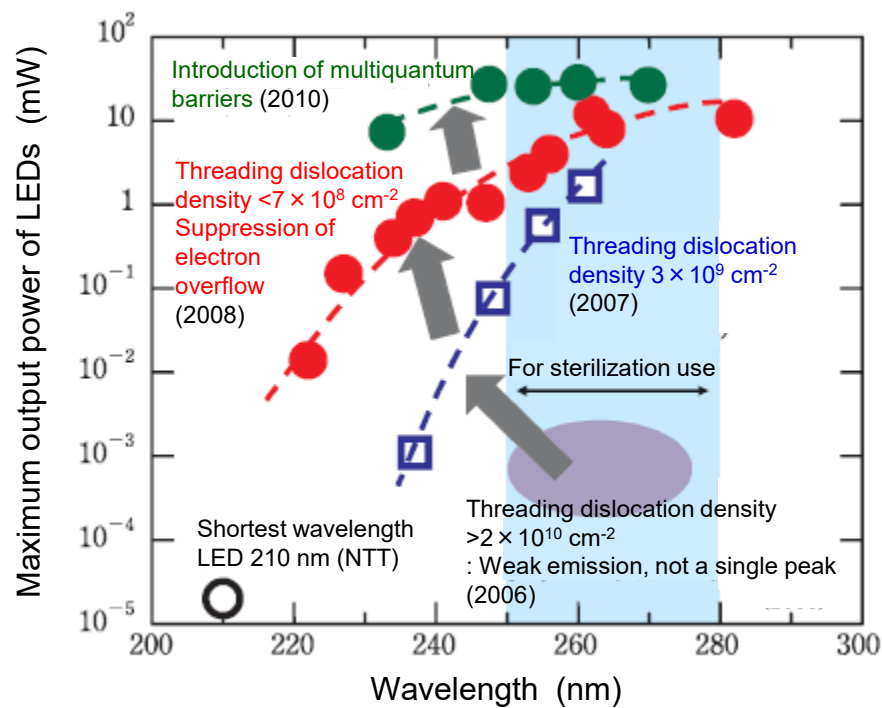 Maximum output power of LEDs (mW)
10²
10
1
10⁻¹
10⁻²
10⁻³
10⁻⁴
10⁻⁵
Introduction of multiquantum
barriers (2010)
Threading dislocation
density <7×10⁸ cm⁻²
Suppression of
electron
overflow
(2008)
Threading dislocation
density 3×10⁹ cm⁻²
(2007)
For sterilization use
Threading dislocation density
>2×10¹⁰ cm⁻²
: Weak emission, not a single peak
(2006)
Shortest wavelength
LED 210 nm (NTT)
200 220 240 260 280 300
Wavelength (nm)